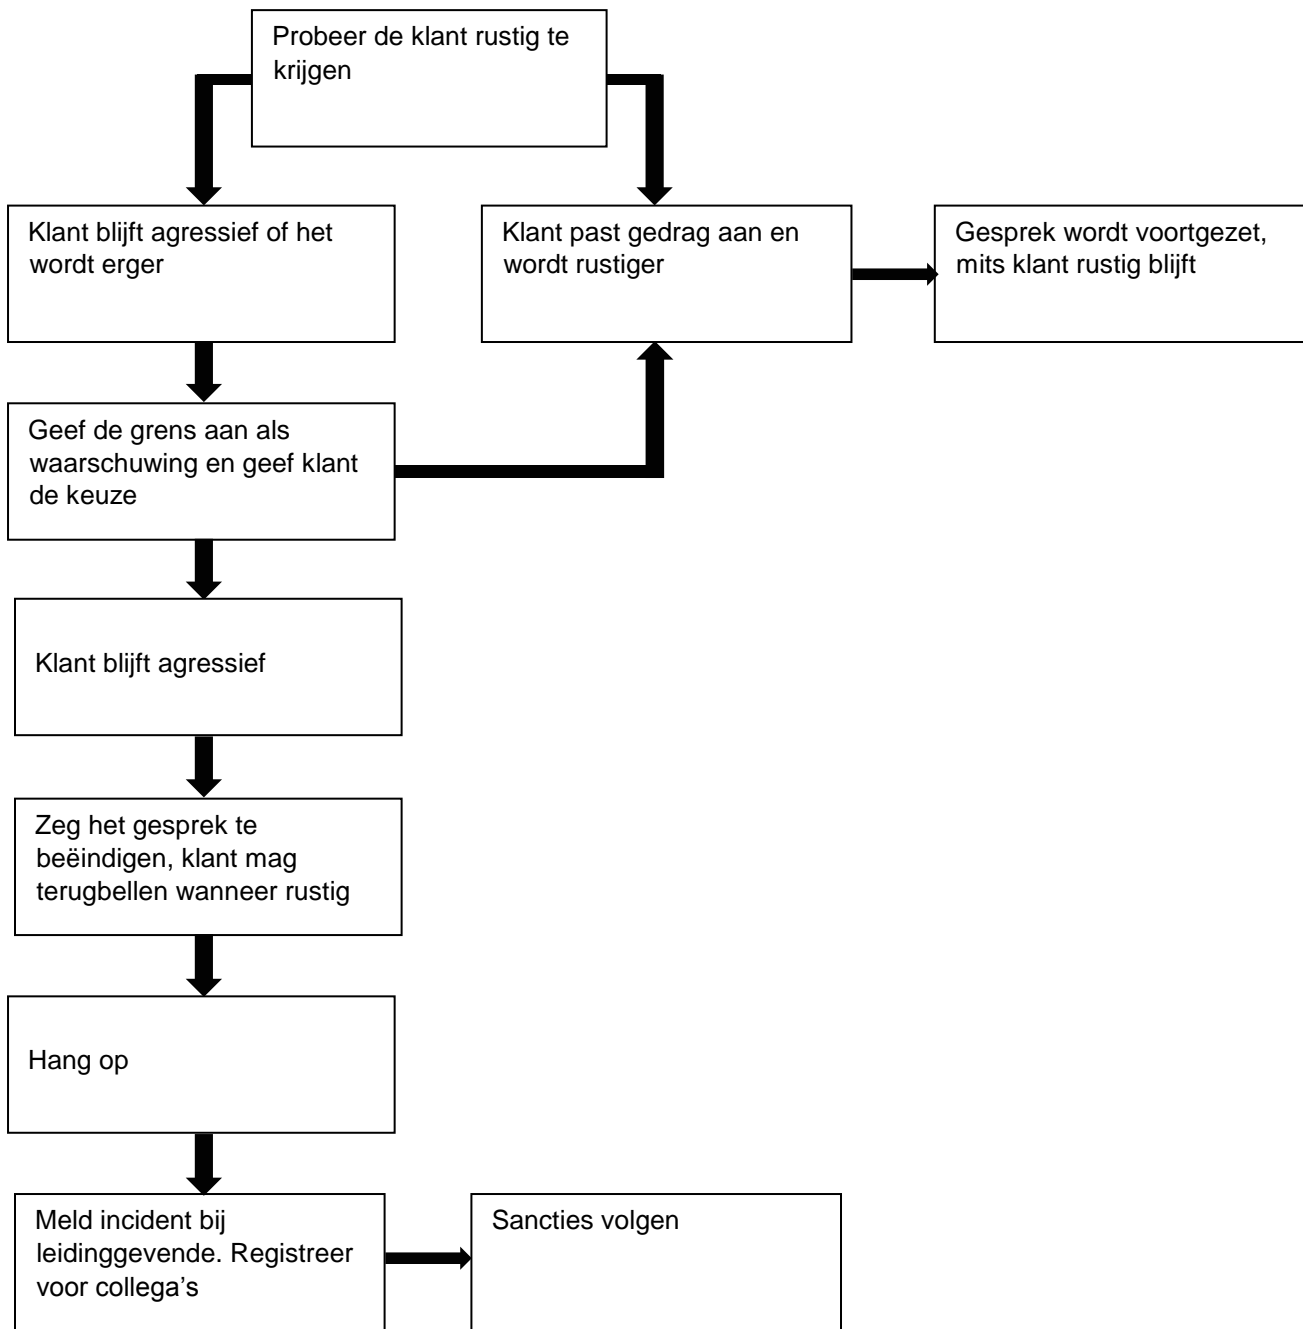 Probeer de klant rustig te
krijgen
Klant blijft agressief of het
wordt erger
Klant past gedrag aan en
wordt rustiger
Gesprek wordt voortgezet,
mits klant rustig blijft
Geef de grens aan als
waarschuwing en geef klant
de keuze
Klant blijft agressief
Zeg het gesprek te
beëindigen, klant mag
terugbellen wanneer rustig
Hang op
Meld incident bij
leidinggevende. Registreer
voor collega’s
Sancties volgen